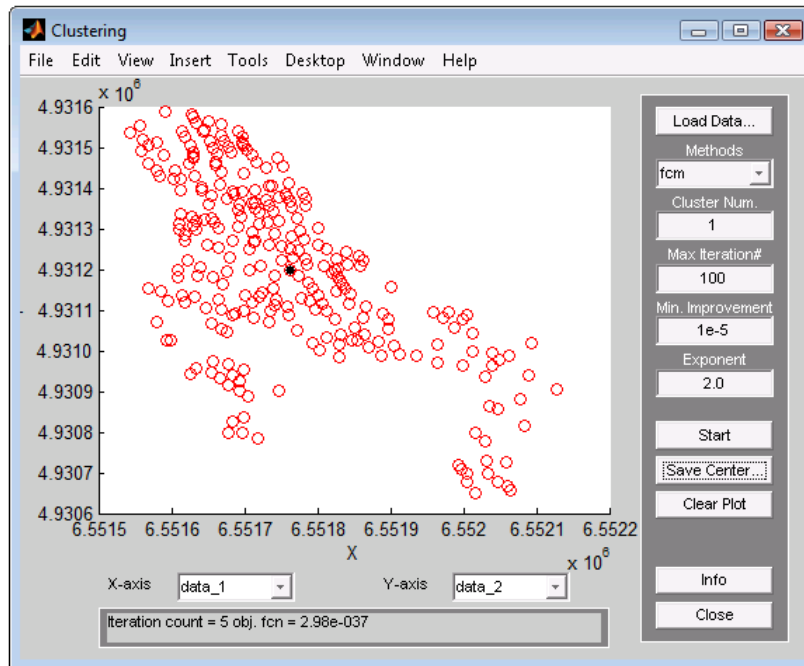 Clustering
File Edit View Insert Tools Desktop Window Help
x 10^6
4.9316
4.9315
4.9314
4.9313
4.9312
4.9311
4.9310
4.9309
4.9308
4.9307
4.9306
6.5515 6.5516 6.5517 6.5518 6.5519 6.552 6.5521 6.5522
X
x 10^6
X-axis data_1 Y-axis data_2
Iteration count = 5 obj. fcn = 2.98e-037
Load Data...
Methods
fcm
Cluster Num.
1
Max Iteration#
100
Min. Improvement
1e-5
Exponent
2.0
Start
Save Center...
Clear Plot
Info
Close